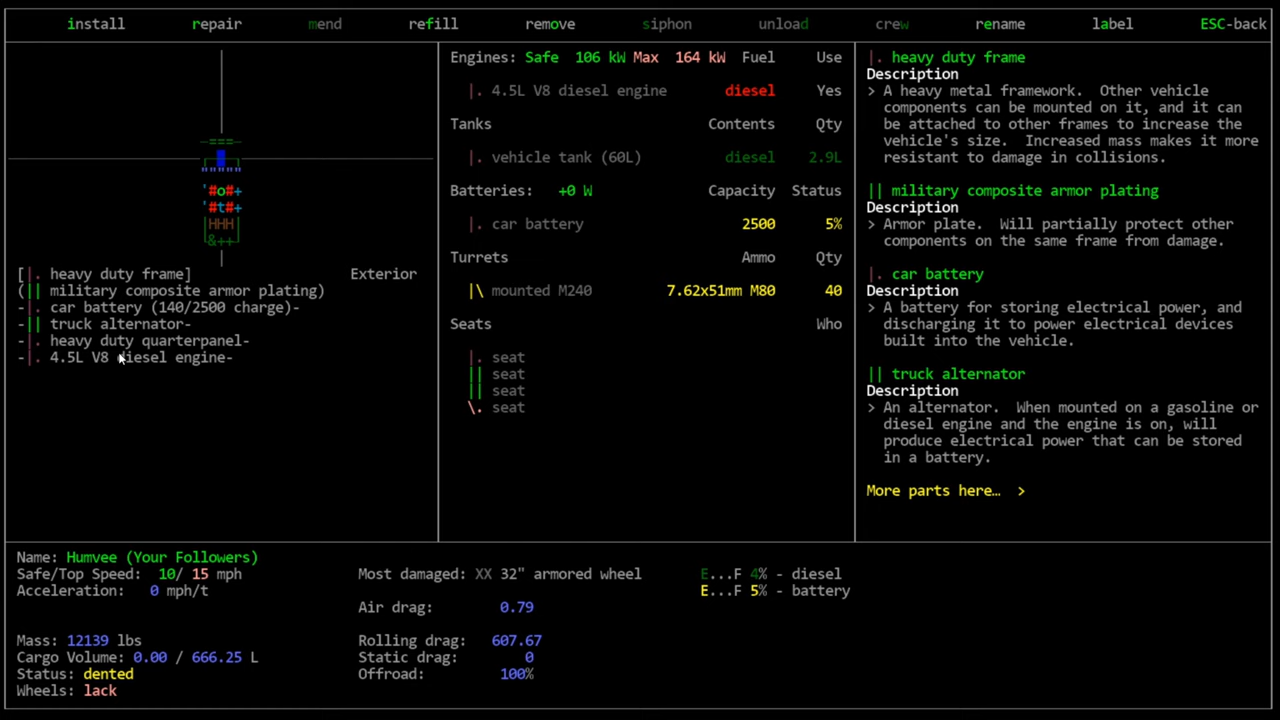 install repair mend refill remove siphon unload crew rename label ESC-back
-===-
"""""
'#o#+
'#t#+
|HHH|
|&++|
[|. heavy duty frame] Exterior
(|| military composite armor plating)
-|. car battery (140/2500 charge)-
-|| truck alternator-
-|. heavy duty quarterpanel-
-|. 4.5L V8 diesel engine-
Engines: Safe 106 kW Max 164 kW Fuel Use
|. 4.5L V8 diesel engine diesel Yes
Tanks Contents Qty
|. vehicle tank (60L) diesel 2.9L
Batteries: +0 W Capacity Status
|. car battery 2500 5%
Turrets Ammo Qty
|\ mounted M240 7.62x51mm M80 40
Seats Who
|. seat
|| seat
|| seat
\. seat
|. heavy duty frame
Description
> A heavy metal framework. Other vehicle
components can be mounted on it, and it can
be attached to other frames to increase the
vehicle's size. Increased mass makes it more
resistant to damage in collisions.
|| military composite armor plating
Description
> Armor plate. Will partially protect other
components on the same frame from damage.
|. car battery
Description
> A battery for storing electrical power, and
discharging it to power electrical devices
built into the vehicle.
|| truck alternator
Description
> An alternator. When mounted on a gasoline or
diesel engine and the engine is on, will
produce electrical power that can be stored
in a battery.
More parts here… >
Name: Humvee (Your Followers)
Safe/Top Speed: 10/ 15 mph
Acceleration: 0 mph/t
Mass: 12139 lbs
Cargo Volume: 0.00 / 666.25 L
Status: dented
Wheels: lack
Most damaged: XX 32" armored wheel
Air drag: 0.79
Rolling drag: 607.67
Static drag: 0
Offroad: 100%
E...F 4% - diesel
E...F 5% - battery